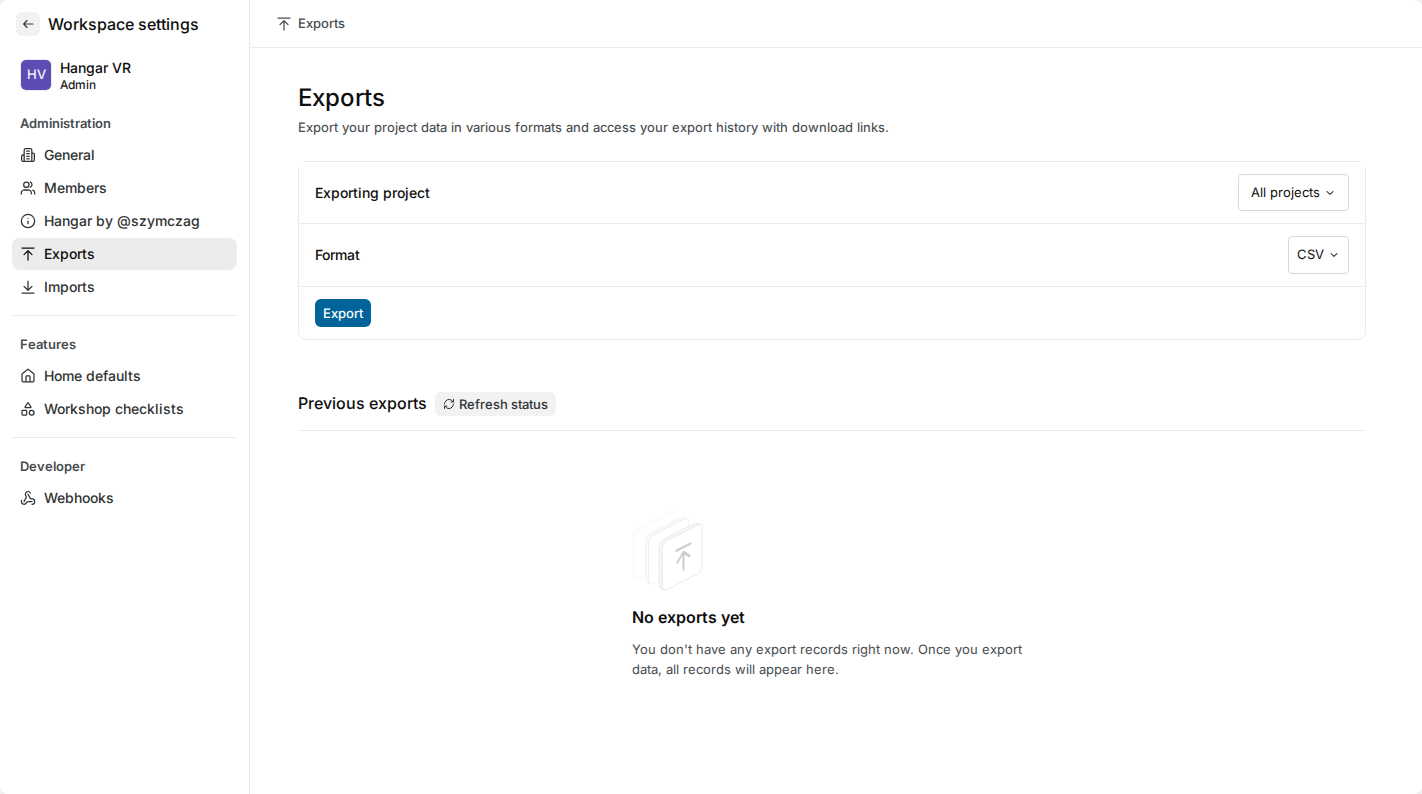 Workspace settings
HV
Hangar VR
Admin
Administration
General
Members
Hangar by @szymczag
Exports
Imports
Features
Home defaults
Workshop checklists
Developer
Webhooks
Exports
Exports
Export your project data in various formats and access your export history with download links.
Exporting project
All projects
Format
CSV
Export
Previous exports
Refresh status
No exports yet
You don't have any export records right now. Once you export
data, all records will appear here.